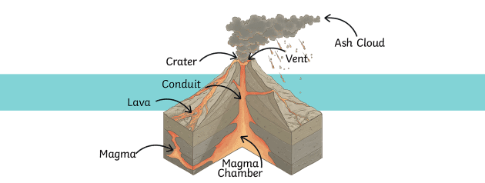 Ash Cloud
Crater
Vent
Conduit
Lava
Magma
Magma
Chamber